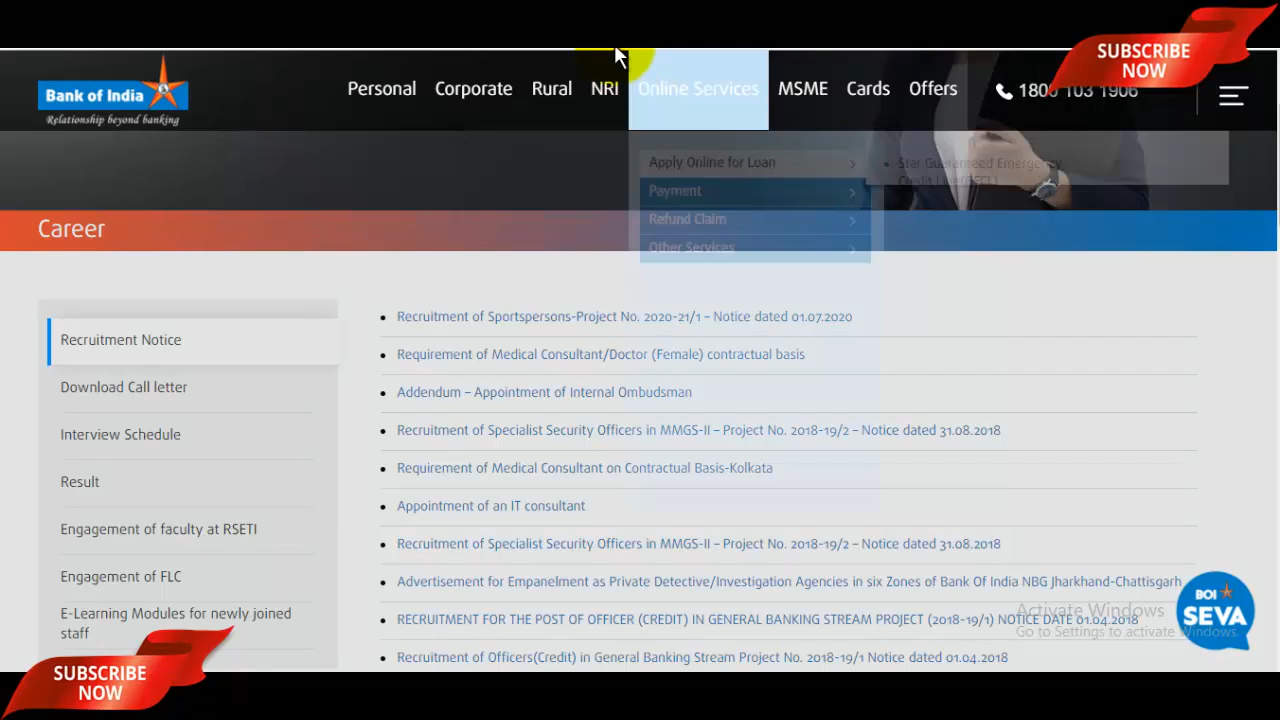 SUBSCRIBE
NOW
Bank of India
Relationship beyond banking
Personal Corporate Rural NRI Online Services MSME Cards Offers 1800 103 1906
Apply Online for Loan
Payment
Refund Claim
Other Services
Star Guaranteed Emergency
Credit Line(GECL)
Career
Recruitment Notice
Download Call letter
Interview Schedule
Result
Engagement of faculty at RSETI
Engagement of FLC
E-Learning Modules for newly joined
staff
Recruitment of Sportspersons-Project No. 2020-21/1 – Notice dated 01.07.2020
Requirement of Medical Consultant/Doctor (Female) contractual basis
Addendum – Appointment of Internal Ombudsman
Recruitment of Specialist Security Officers in MMGS-II – Project No. 2018-19/2 – Notice dated 31.08.2018
Requirement of Medical Consultant on Contractual Basis-Kolkata
Appointment of an IT consultant
Recruitment of Specialist Security Officers in MMGS-II – Project No. 2018-19/2 – Notice dated 31.08.2018
Advertisement for Empanelment as Private Detective/Investigation Agencies in six Zones of Bank Of India NBG Jharkhand-Chattisgarh
RECRUITMENT FOR THE POST OF OFFICER (CREDIT) IN GENERAL BANKING STREAM PROJECT (2018-19/1) NOTICE DATE 01.04.2018
Recruitment of Officers(Credit) in General Banking Stream Project No. 2018-19/1 Notice dated 01.04.2018
BOI
SEVA
Activate Windows
Go to Settings to activate Windows.
SUBSCRIBE
NOW